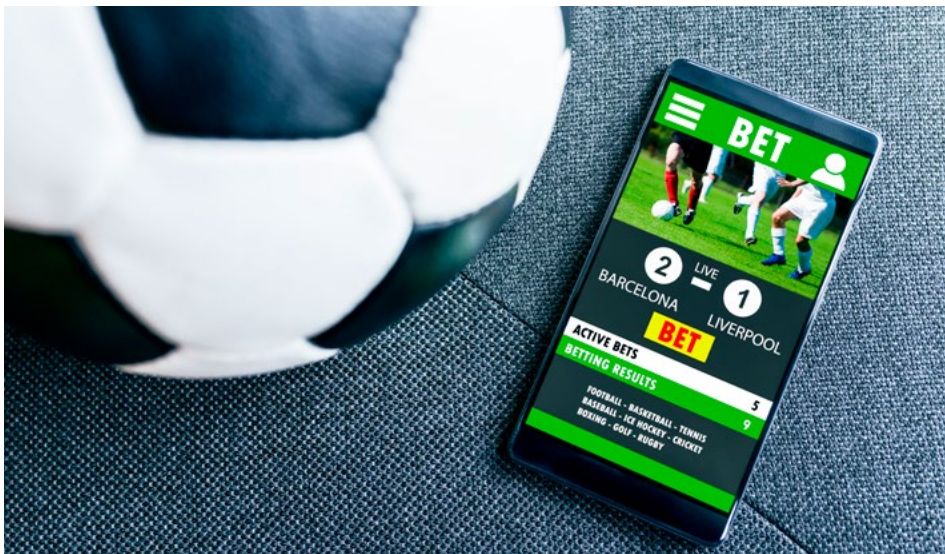 BET
2 LIVE - 1
BARCELONA LIVERPOOL
BET
ACTIVE BETS 5
BETTING RESULTS 9
FOOTBALL - BASKETBALL - TENNIS
BASEBALL - ICE HOCKEY - CRICKET
BOXING - GOLF - RUGBY